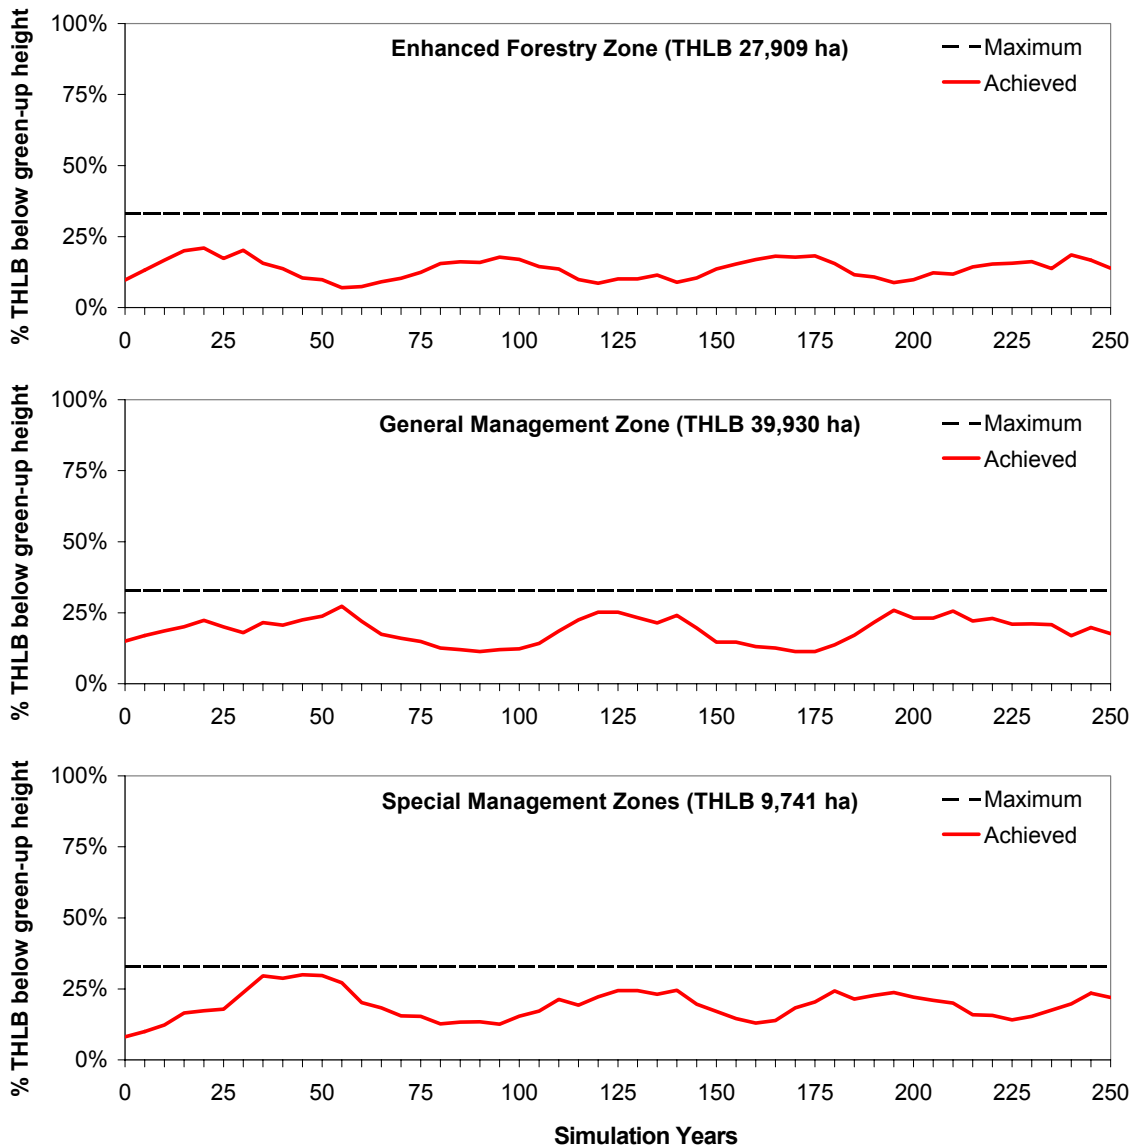 % THLB below green-up height
100%
75%
50%
25%
0%
Enhanced Forestry Zone (THLB 27,909 ha)
Maximum
Achieved
0 25 50 75 100 125 150 175 200 225 250
% THLB below green-up height
100%
75%
50%
25%
0%
General Management Zone (THLB 39,930 ha)
Maximum
Achieved
0 25 50 75 100 125 150 175 200 225 250
% THLB below green-up height
100%
75%
50%
25%
0%
Special Management Zones (THLB 9,741 ha)
Maximum
Achieved
0 25 50 75 100 125 150 175 200 225 250
Simulation Years